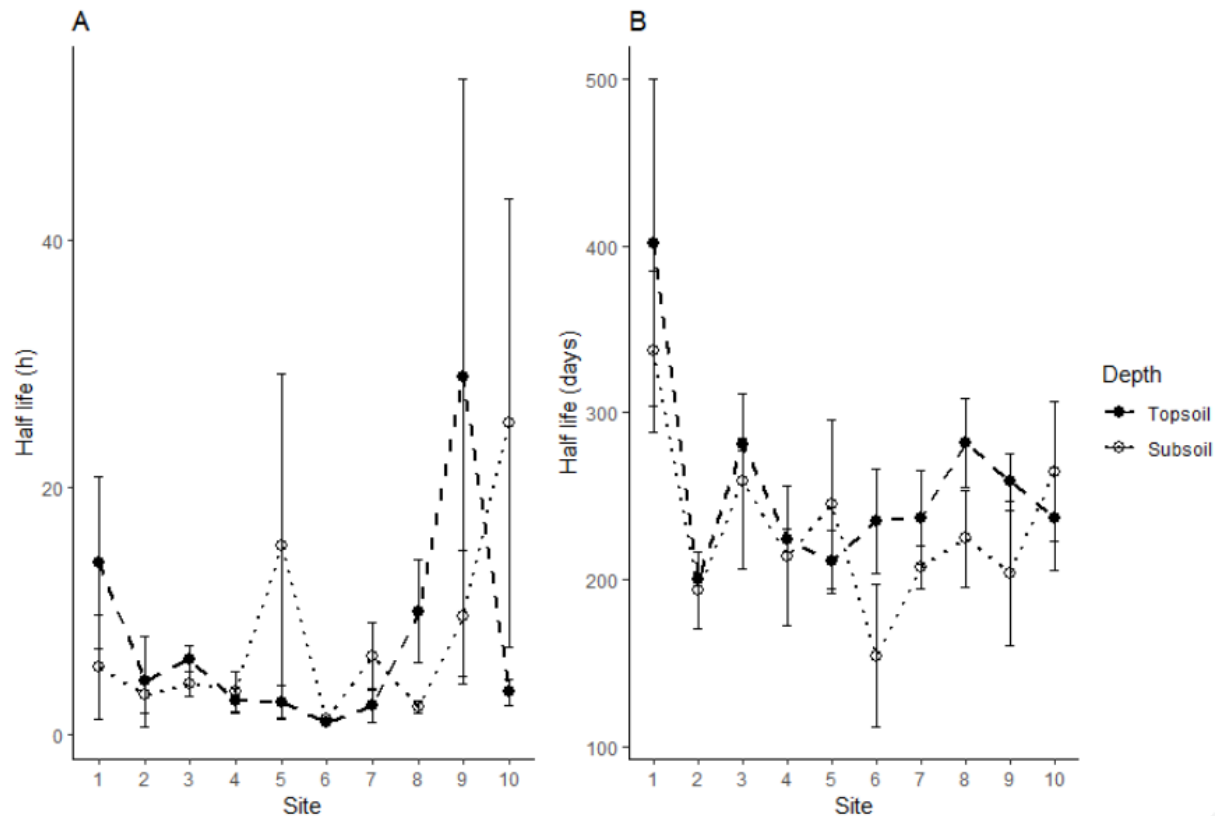 A
Half life (h)
40
20
0
1 2 3 4 5 6 7 8 9 10
Site
B
Half life (days)
500
400
300
200
100
1 2 3 4 5 6 7 8 9 10
Site
Depth
Topsoil
Subsoil